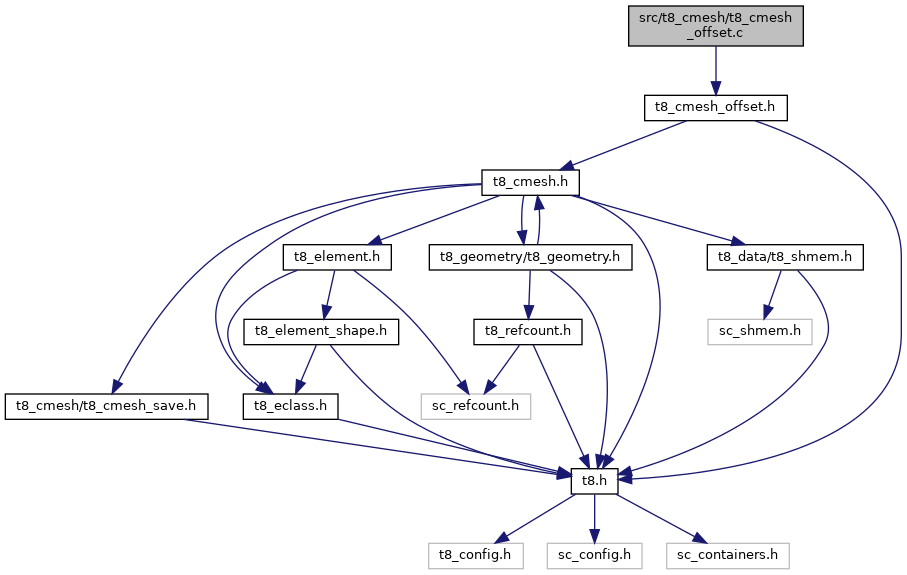 src/t8_cmesh/t8_cmesh
_offset.c
t8_cmesh_offset.h
t8_cmesh.h
t8_element.h
t8_geometry/t8_geometry.h
t8_data/t8_shmem.h
t8_element_shape.h
t8_refcount.h
sc_shmem.h
t8_cmesh/t8_cmesh_save.h
t8_eclass.h
sc_refcount.h
t8.h
t8_config.h
sc_config.h
sc_containers.h